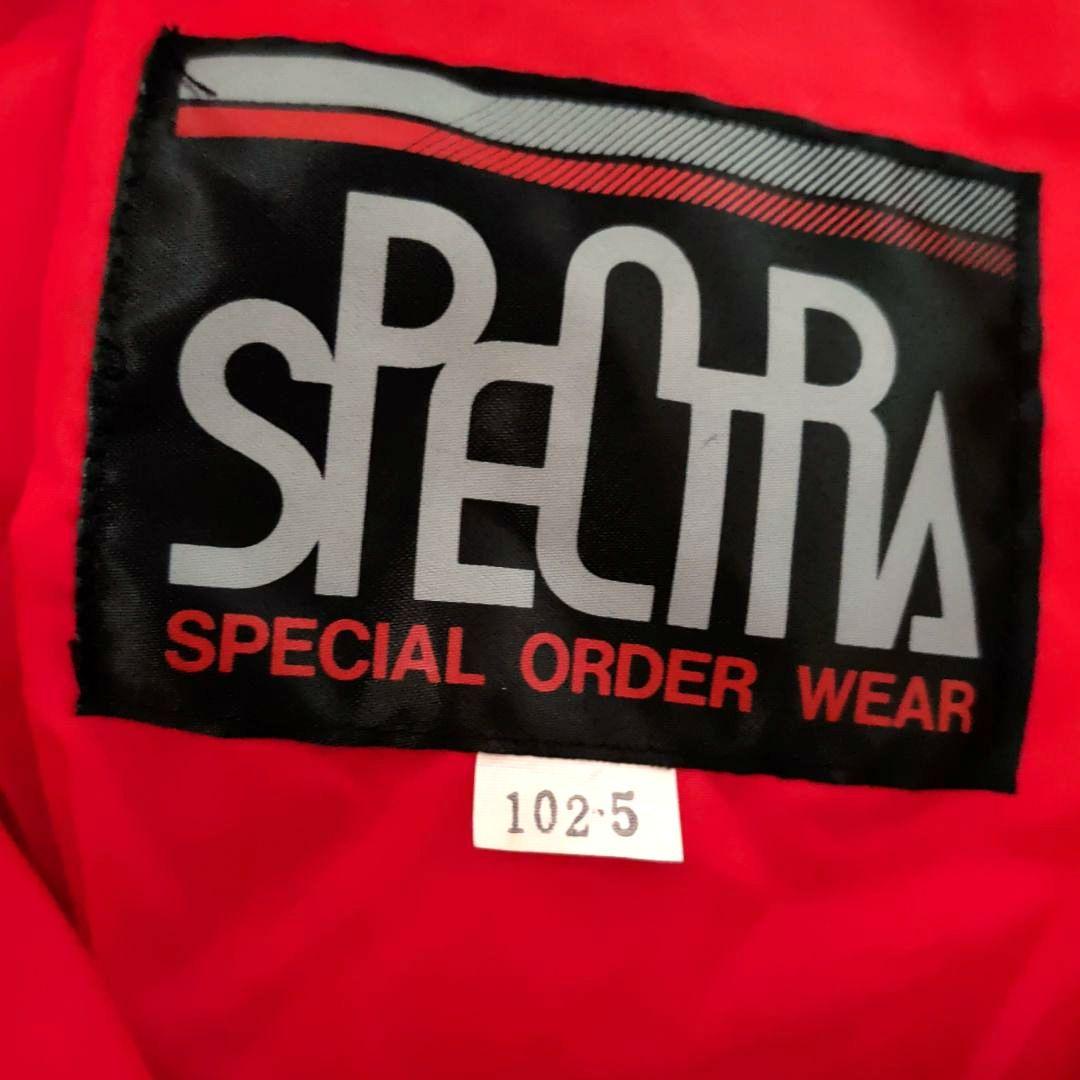 SPECTRA
SPECIAL ORDER WEAR
102·5